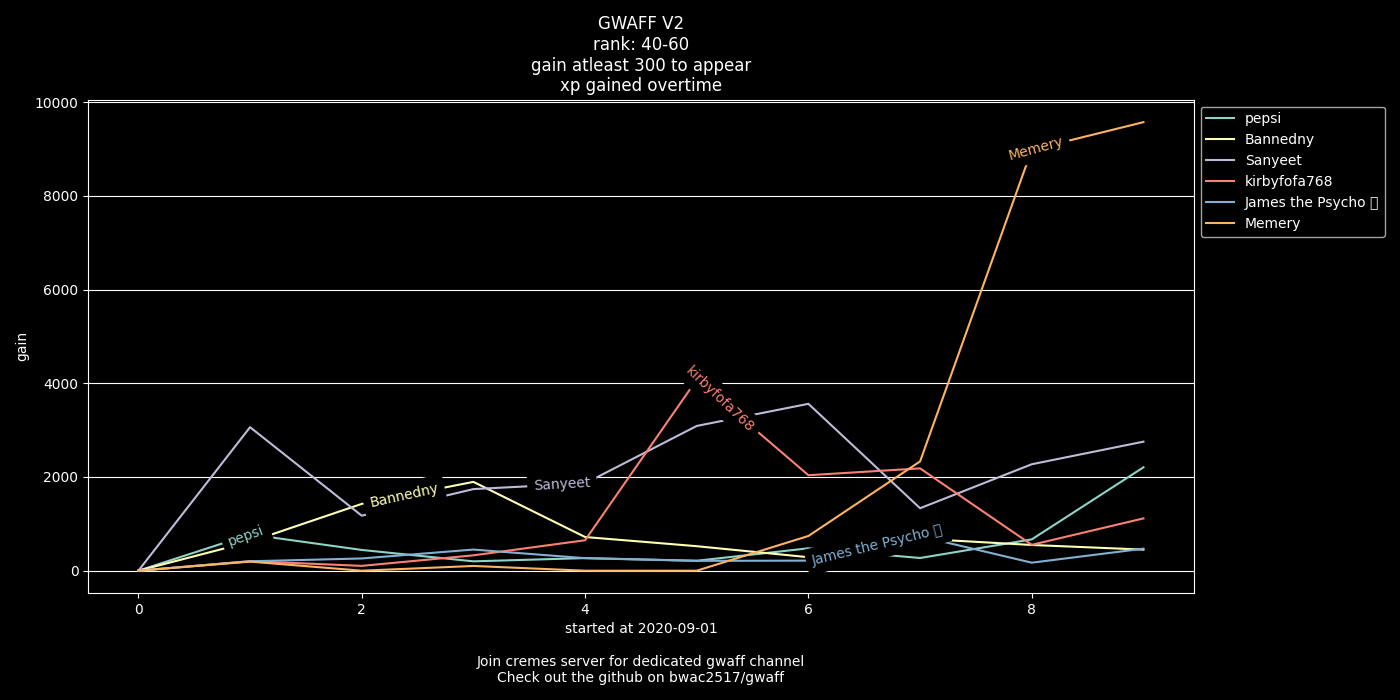 GWAFF V2
rank: 40-60
gain atleast 300 to appear
xp gained overtime
10000
8000
6000
4000
2000
0
gain
0
2
4
6
8
started at 2020-09-01
pepsi
Bannedny
Sanyeet
kirbyfofa768
James the Psycho
Memery
pepsi
Bannedny
Sanyeet
kirbyfofa768
James the Psycho
Memery
Join cremes server for dedicated gwaff channel
Check out the github on bwac2517/gwaff